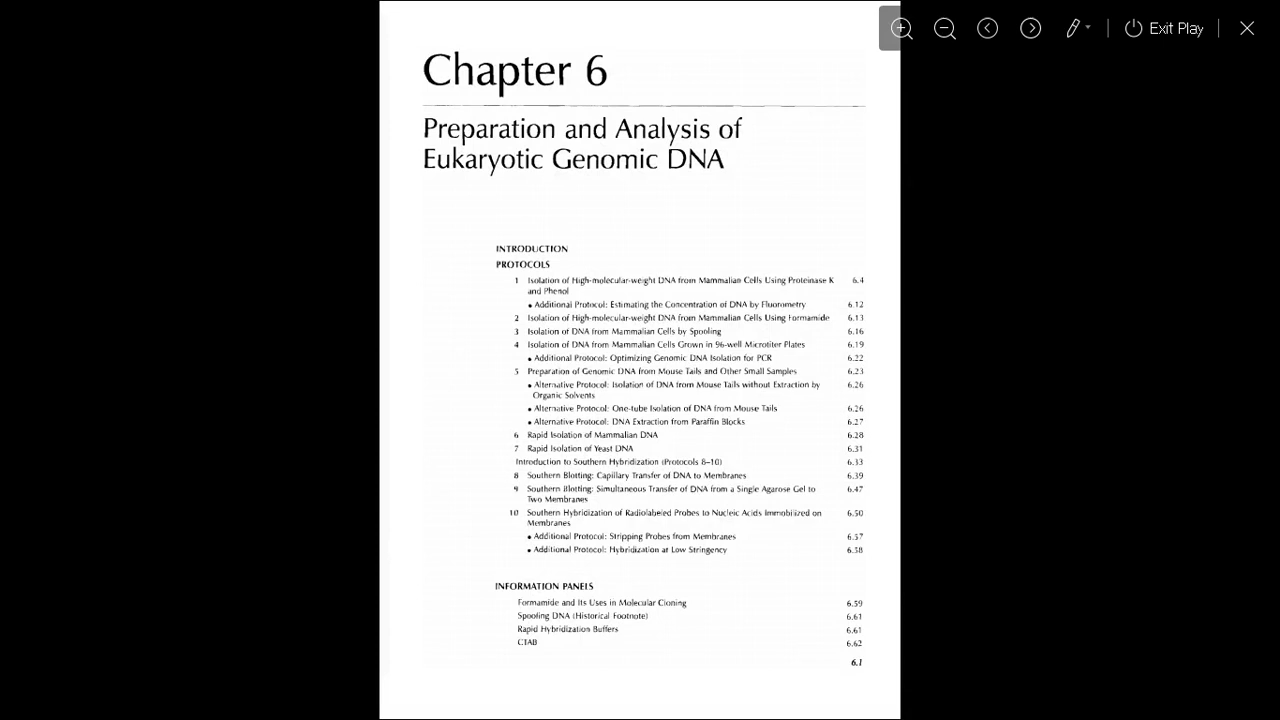 Exit Play
Chapter 6
Preparation and Analysis of
Eukaryotic Genomic DNA
INTRODUCTION
PROTOCOLS
1 Isolation of High-molecular-weight DNA from Mammalian Cells Using Proteinase K 6.4
and Phenol
• Additional Protocol: Estimating the Concentration of DNA by Fluorometry 6.12
2 Isolation of High-molecular-weight DNA from Mammalian Cells Using Formamide 6.13
3 Isolation of DNA from Mammalian Cells by Spooling 6.16
4 Isolation of DNA from Mammalian Cells Grown in 96-well Microtiter Plates 6.19
• Additional Protocol: Optimizing Genomic DNA Isolation for PCR 6.22
5 Preparation of Genomic DNA from Mouse Tails and Other Small Samples 6.23
• Alternative Protocol: Isolation of DNA from Mouse Tails without Extraction by 6.26
Organic Solvents
• Alternative Protocol: One-tube Isolation of DNA from Mouse Tails 6.26
• Alternative Protocol: DNA Extraction from Paraffin Blocks 6.27
6 Rapid Isolation of Mammalian DNA 6.28
7 Rapid Isolation of Yeast DNA 6.31
Introduction to Southern Hybridization (Protocols 8–10) 6.33
8 Southern Blotting: Capillary Transfer of DNA to Membranes 6.39
9 Southern Blotting: Simultaneous Transfer of DNA from a Single Agarose Gel to 6.47
Two Membranes
10 Southern Hybridization of Radiolabeled Probes to Nucleic Acids Immobilized on 6.50
Membranes
• Additional Protocol: Stripping Probes from Membranes 6.57
• Additional Protocol: Hybridization at Low Stringency 6.58
INFORMATION PANELS
Formamide and Its Uses in Molecular Cloning 6.59
Spooling DNA (Historical Footnote) 6.61
Rapid Hybridization Buffers 6.61
CTAB 6.62
6.1